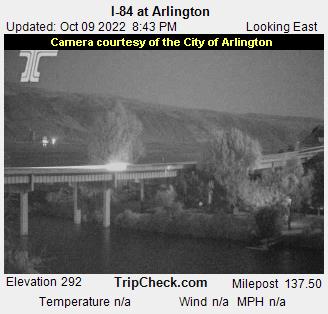 I-84 at Arlington
Updated: Oct 09 2022 8:43 PM Looking East
Camera courtesy of the City of Arlington
Elevation 292 TripCheck.com Milepost 137.50
Temperature n/a Wind n/a MPH n/a